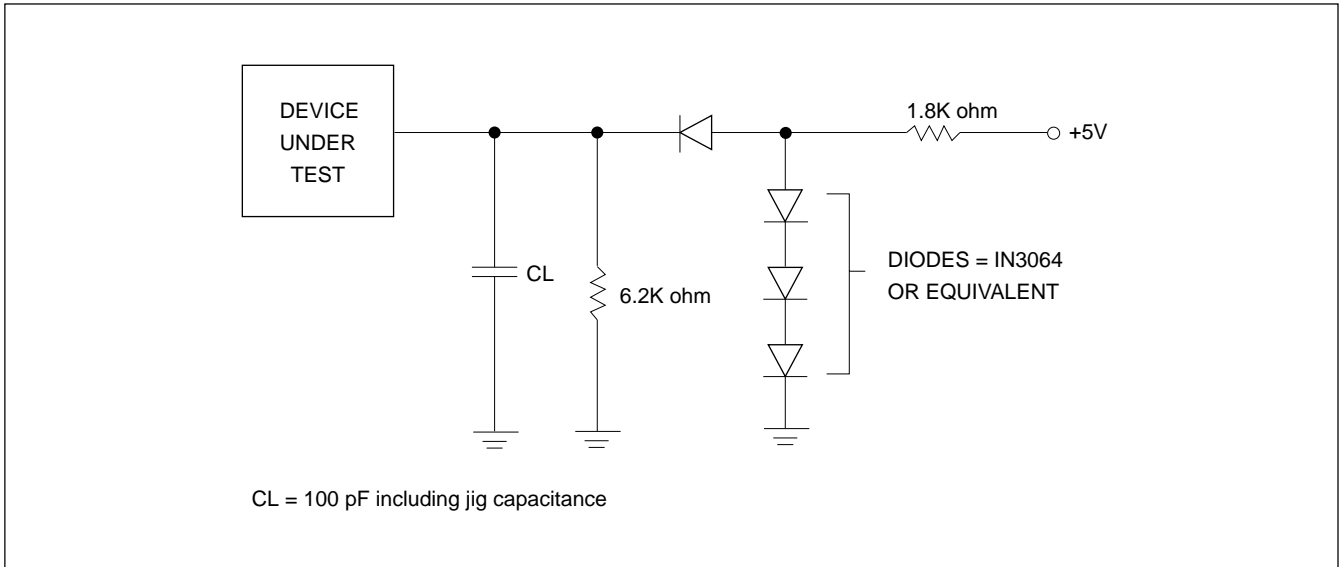 DEVICE
UNDER
TEST
1.8K ohm
+5V
CL
6.2K ohm
DIODES = IN3064
OR EQUIVALENT
CL = 100 pF including jig capacitance